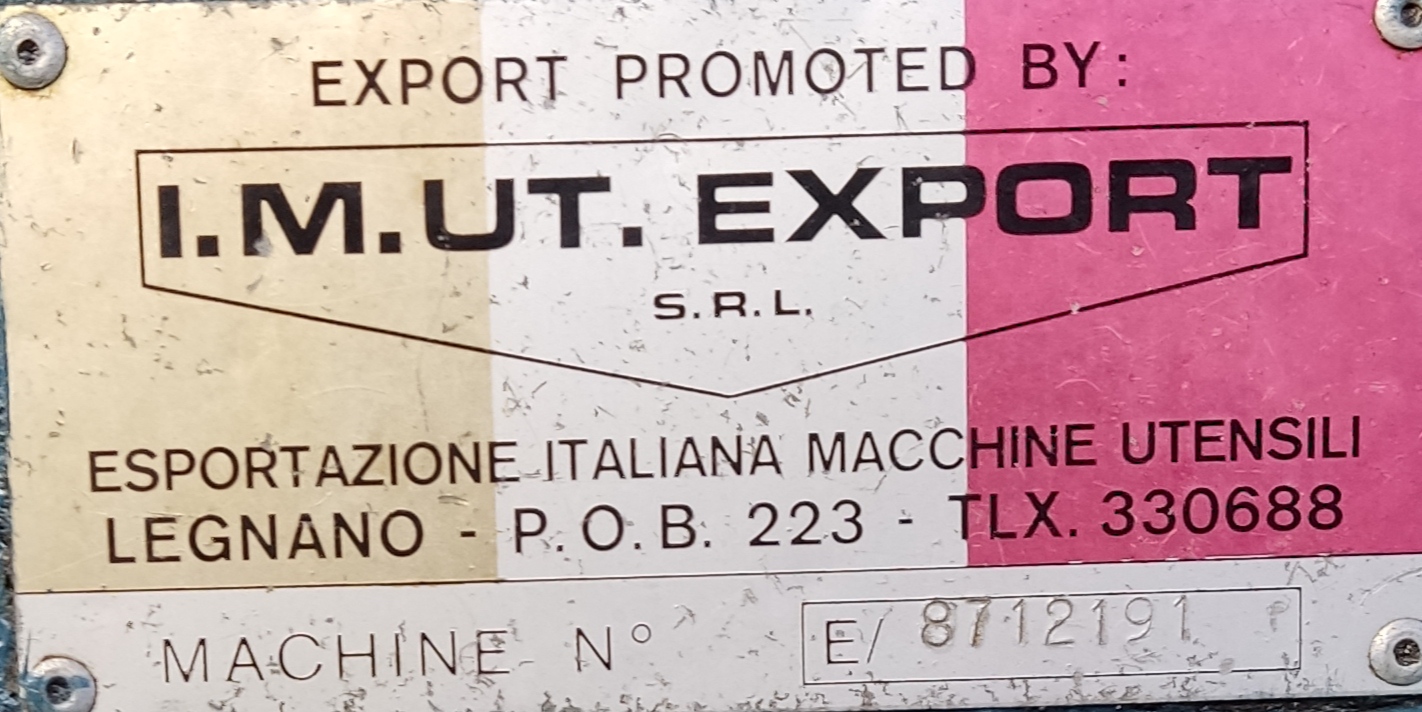 EXPORT PROMOTED BY:
I.M.UT. EXPORT
S.R.L.
ESPORTAZIONE ITALIANA MACCHINE UTENSILI
LEGNANO - P.O.B. 223 - TLX. 330688
MACHINE N° E/ 8712191